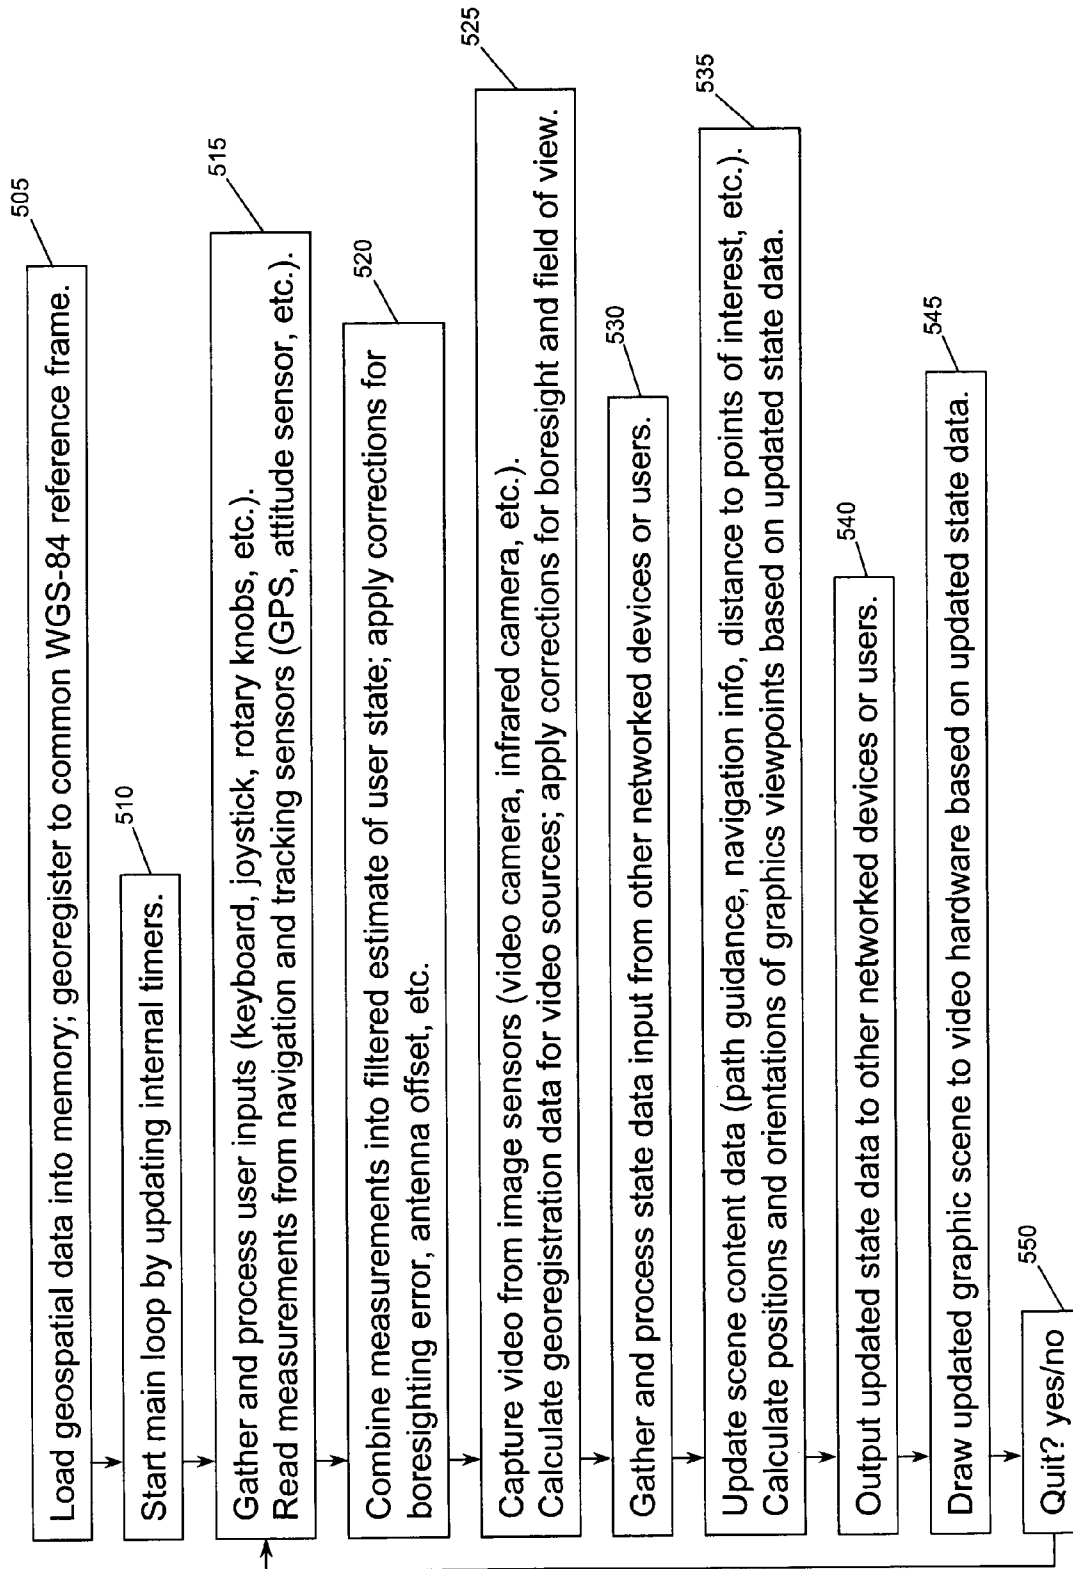 505
Load geospatial data into memory; georegister to common WGS-84 reference frame.
510
Start main loop by updating internal timers.
515
Gather and process user inputs (keyboard, joystick, rotary knobs, etc.).
Read measurements from navigation and tracking sensors (GPS, attitude sensor, etc.).
520
Combine measurements into filtered estimate of user state; apply corrections for
boresighting error, antenna offset, etc.
525
Capture video from image sensors (video camera, infrared camera, etc.).
Calculate georegistration data for video sources; apply corrections for boresight and field of view.
530
Gather and process state data input from other networked devices or users.
535
Update scene content data (path guidance, navigation info, distance to points of interest, etc.).
Calculate positions and orientations of graphics viewpoints based on updated state data.
540
Output updated state data to other networked devices or users.
545
Draw updated graphic scene to video hardware based on updated state data.
550
Quit? yes/no